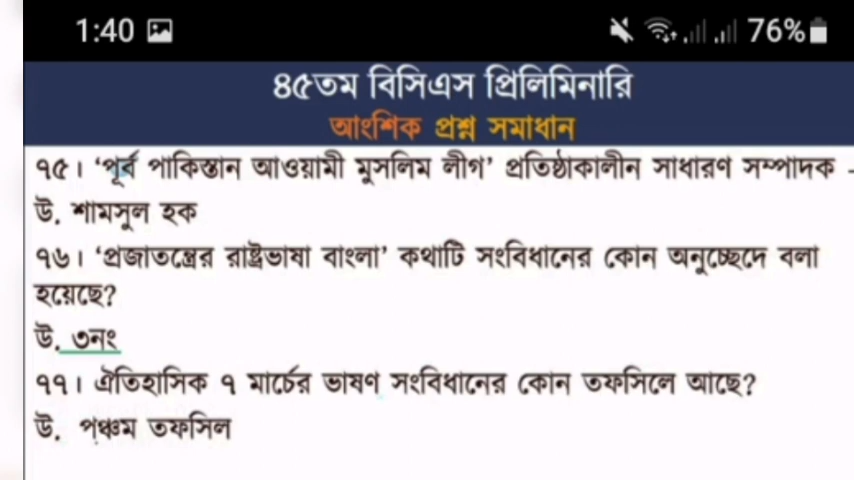 1:40 76%
৪৫তম বিসিএস প্রিলিমিনারি
আংশিক প্রশ্ন সমাধান
৭৫। ‘পূর্ব পাকিস্তান আওয়ামী মুসলিম লীগ’ প্রতিষ্ঠাকালীন সাধারণ সম্পাদক -
উ. শামসুল হক
৭৬। ‘প্রজাতন্ত্রের রাষ্ট্রভাষা বাংলা’ কথাটি সংবিধানের কোন অনুচ্ছেদে বলা
হয়েছে?
উ. ৩নং
৭৭। ঐতিহাসিক ৭ মার্চের ভাষণ সংবিধানের কোন তফসিলে আছে?
উ. পঞ্চম তফসিল